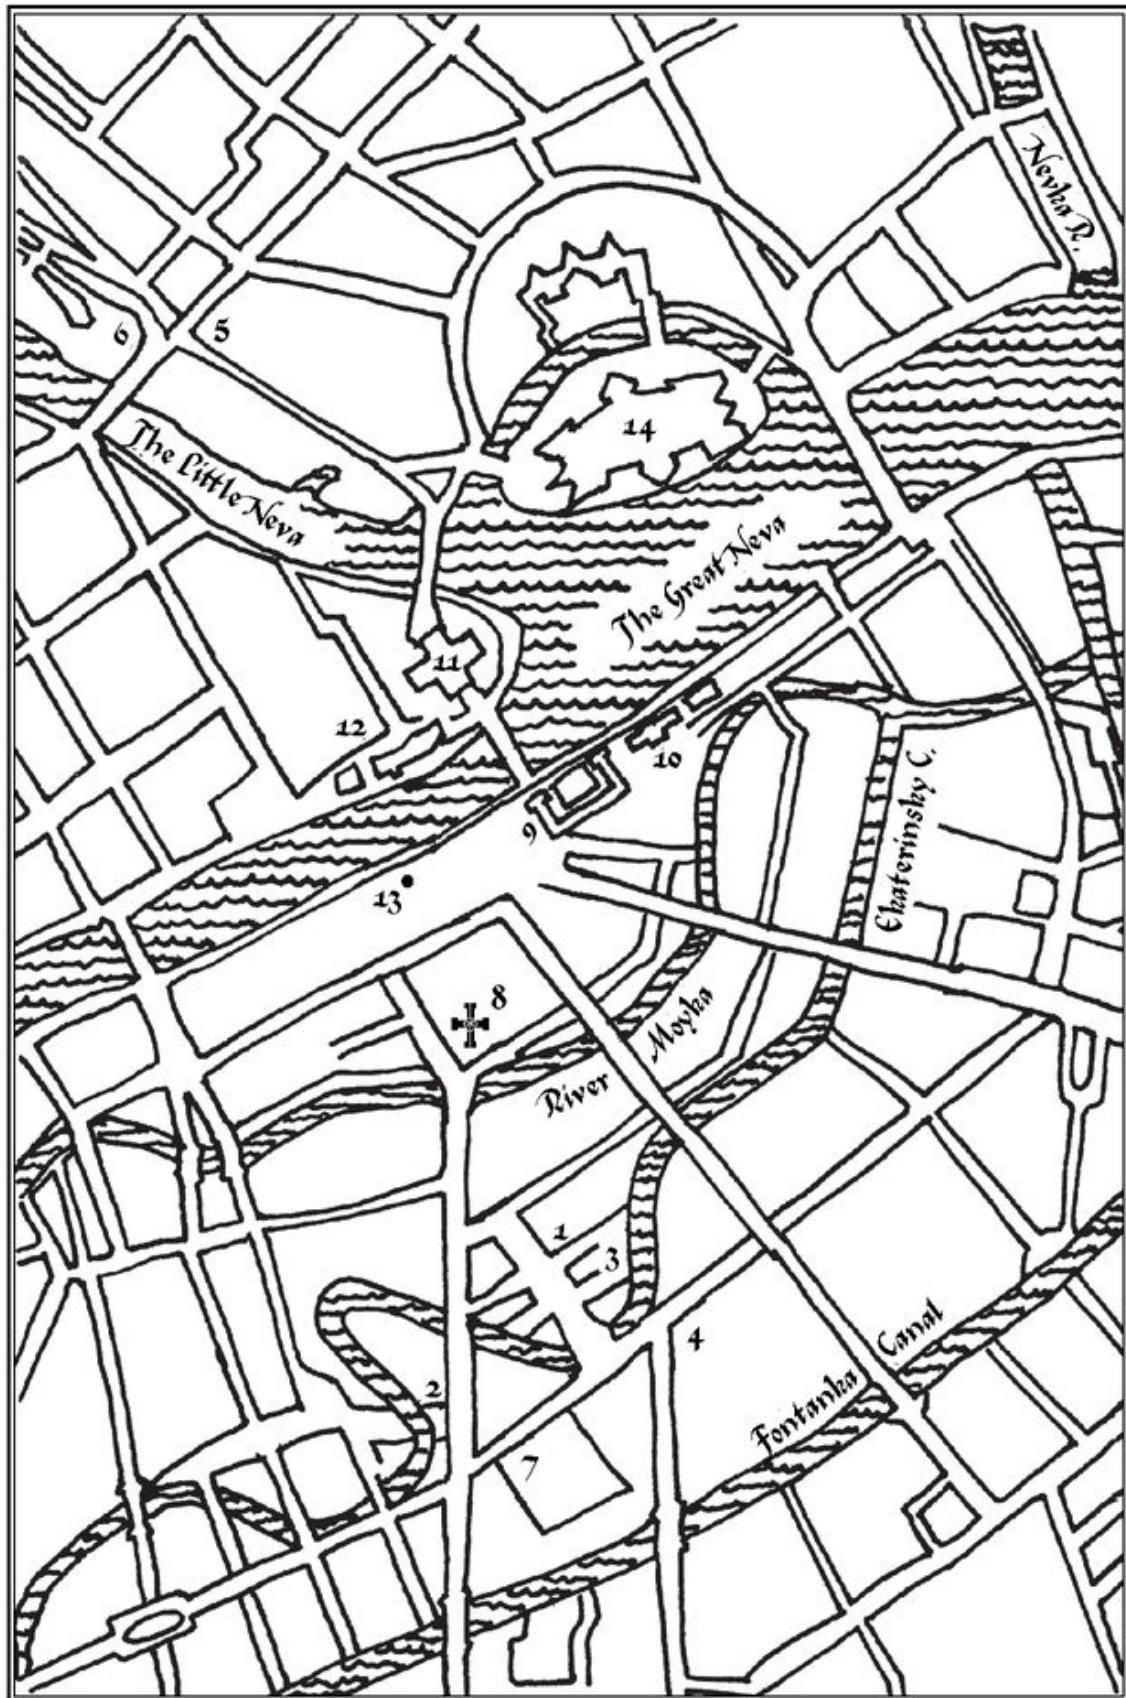 Nevka R.
5
6
14
The Little Neva
The Great Neva
11
12
10
9
Ekaterinsky C.
13
8
Moyka
River
1
3
Canal
4
2
Fontanka
7